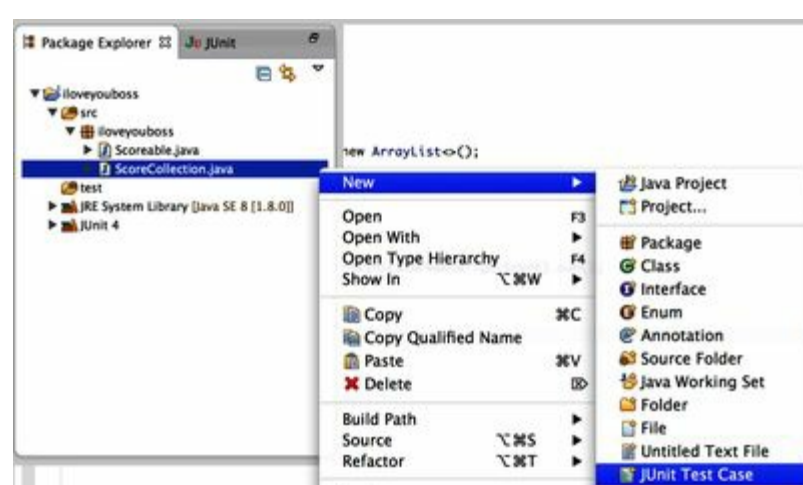 Package Explorer
JUnit
iloveyouboss
src
iloveyouboss
Scoreable.java
ScoreCollection.java
test
JRE System Library [Java SE 8 [1.8.0]]
JUnit 4
new ArrayList<>();
New
Open F3
Open With
Open Type Hierarchy F4
Show In ⌥⌘W
Copy ⌘C
Copy Qualified Name
Paste ⌘V
Delete ⌦
Build Path
Source ⌥⌘S
Refactor ⌥⌘T
Java Project
Project...
Package
Class
Interface
Enum
Annotation
Source Folder
Java Working Set
Folder
File
Untitled Text File
JUnit Test Case